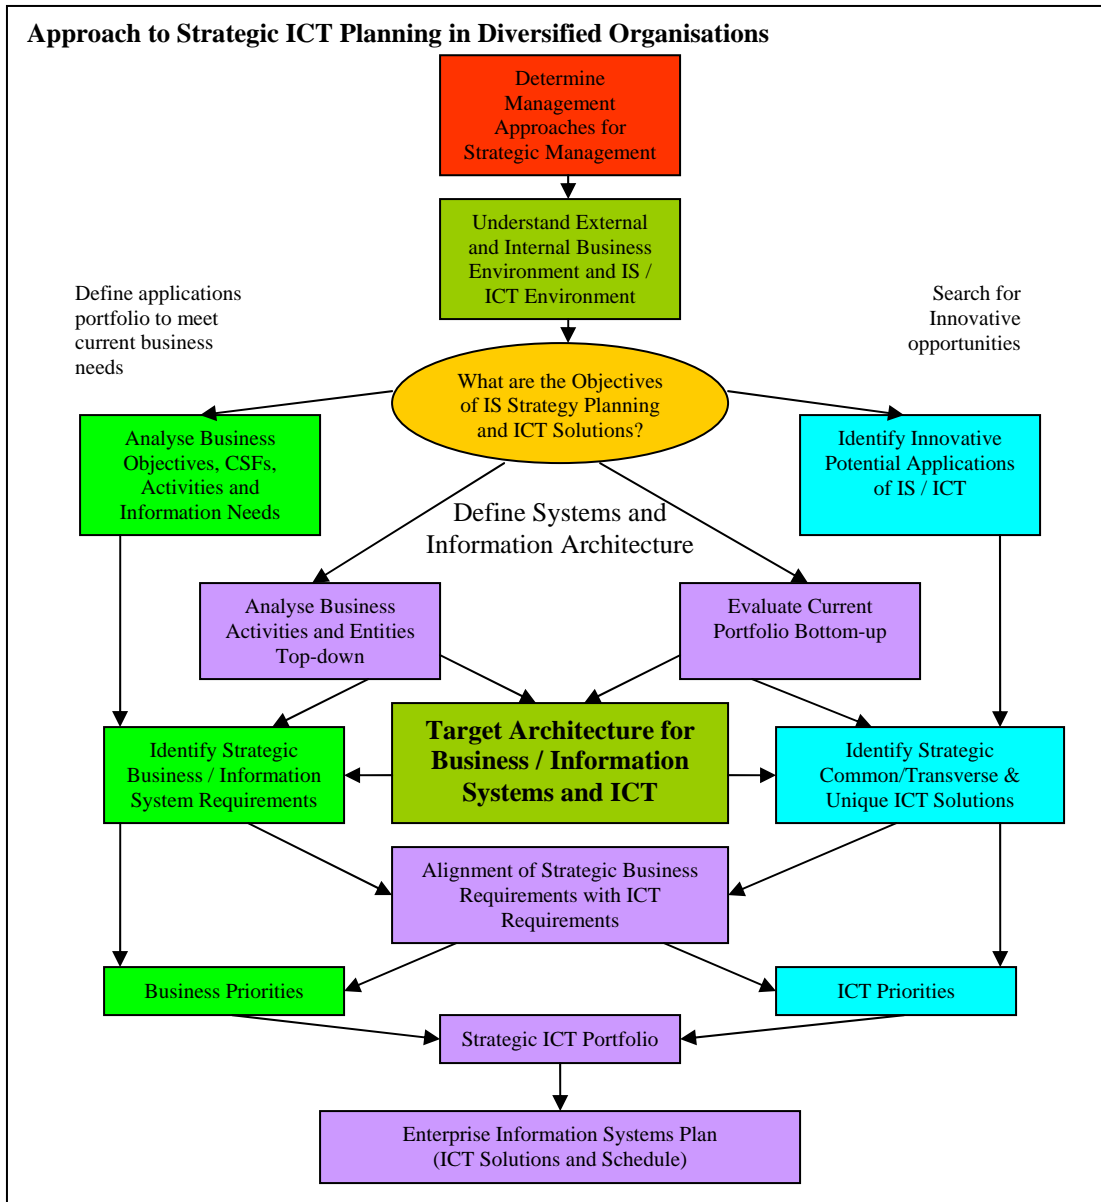 Approach to Strategic ICT Planning in Diversified Organisations
Determine
Management
Approaches for
Strategic Management
Understand External
and Internal Business
Environment and IS /
ICT Environment
Define applications
portfolio to meet
current business
needs
Search for
Innovative
opportunities
What are the Objectives
of IS Strategy Planning
and ICT Solutions?
Analyse Business
Objectives, CSFs,
Activities and
Information Needs
Identify Innovative
Potential Applications
of IS / ICT
Define Systems and
Information Architecture
Analyse Business
Activities and Entities
Top-down
Evaluate Current
Portfolio Bottom-up
Identify Strategic
Business / Information
System Requirements
Target Architecture for
Business / Information
Systems and ICT
Identify Strategic
Common/Transverse &
Unique ICT Solutions
Alignment of Strategic Business
Requirements with ICT
Requirements
Business Priorities
ICT Priorities
Strategic ICT Portfolio
Enterprise Information Systems Plan
(ICT Solutions and Schedule)